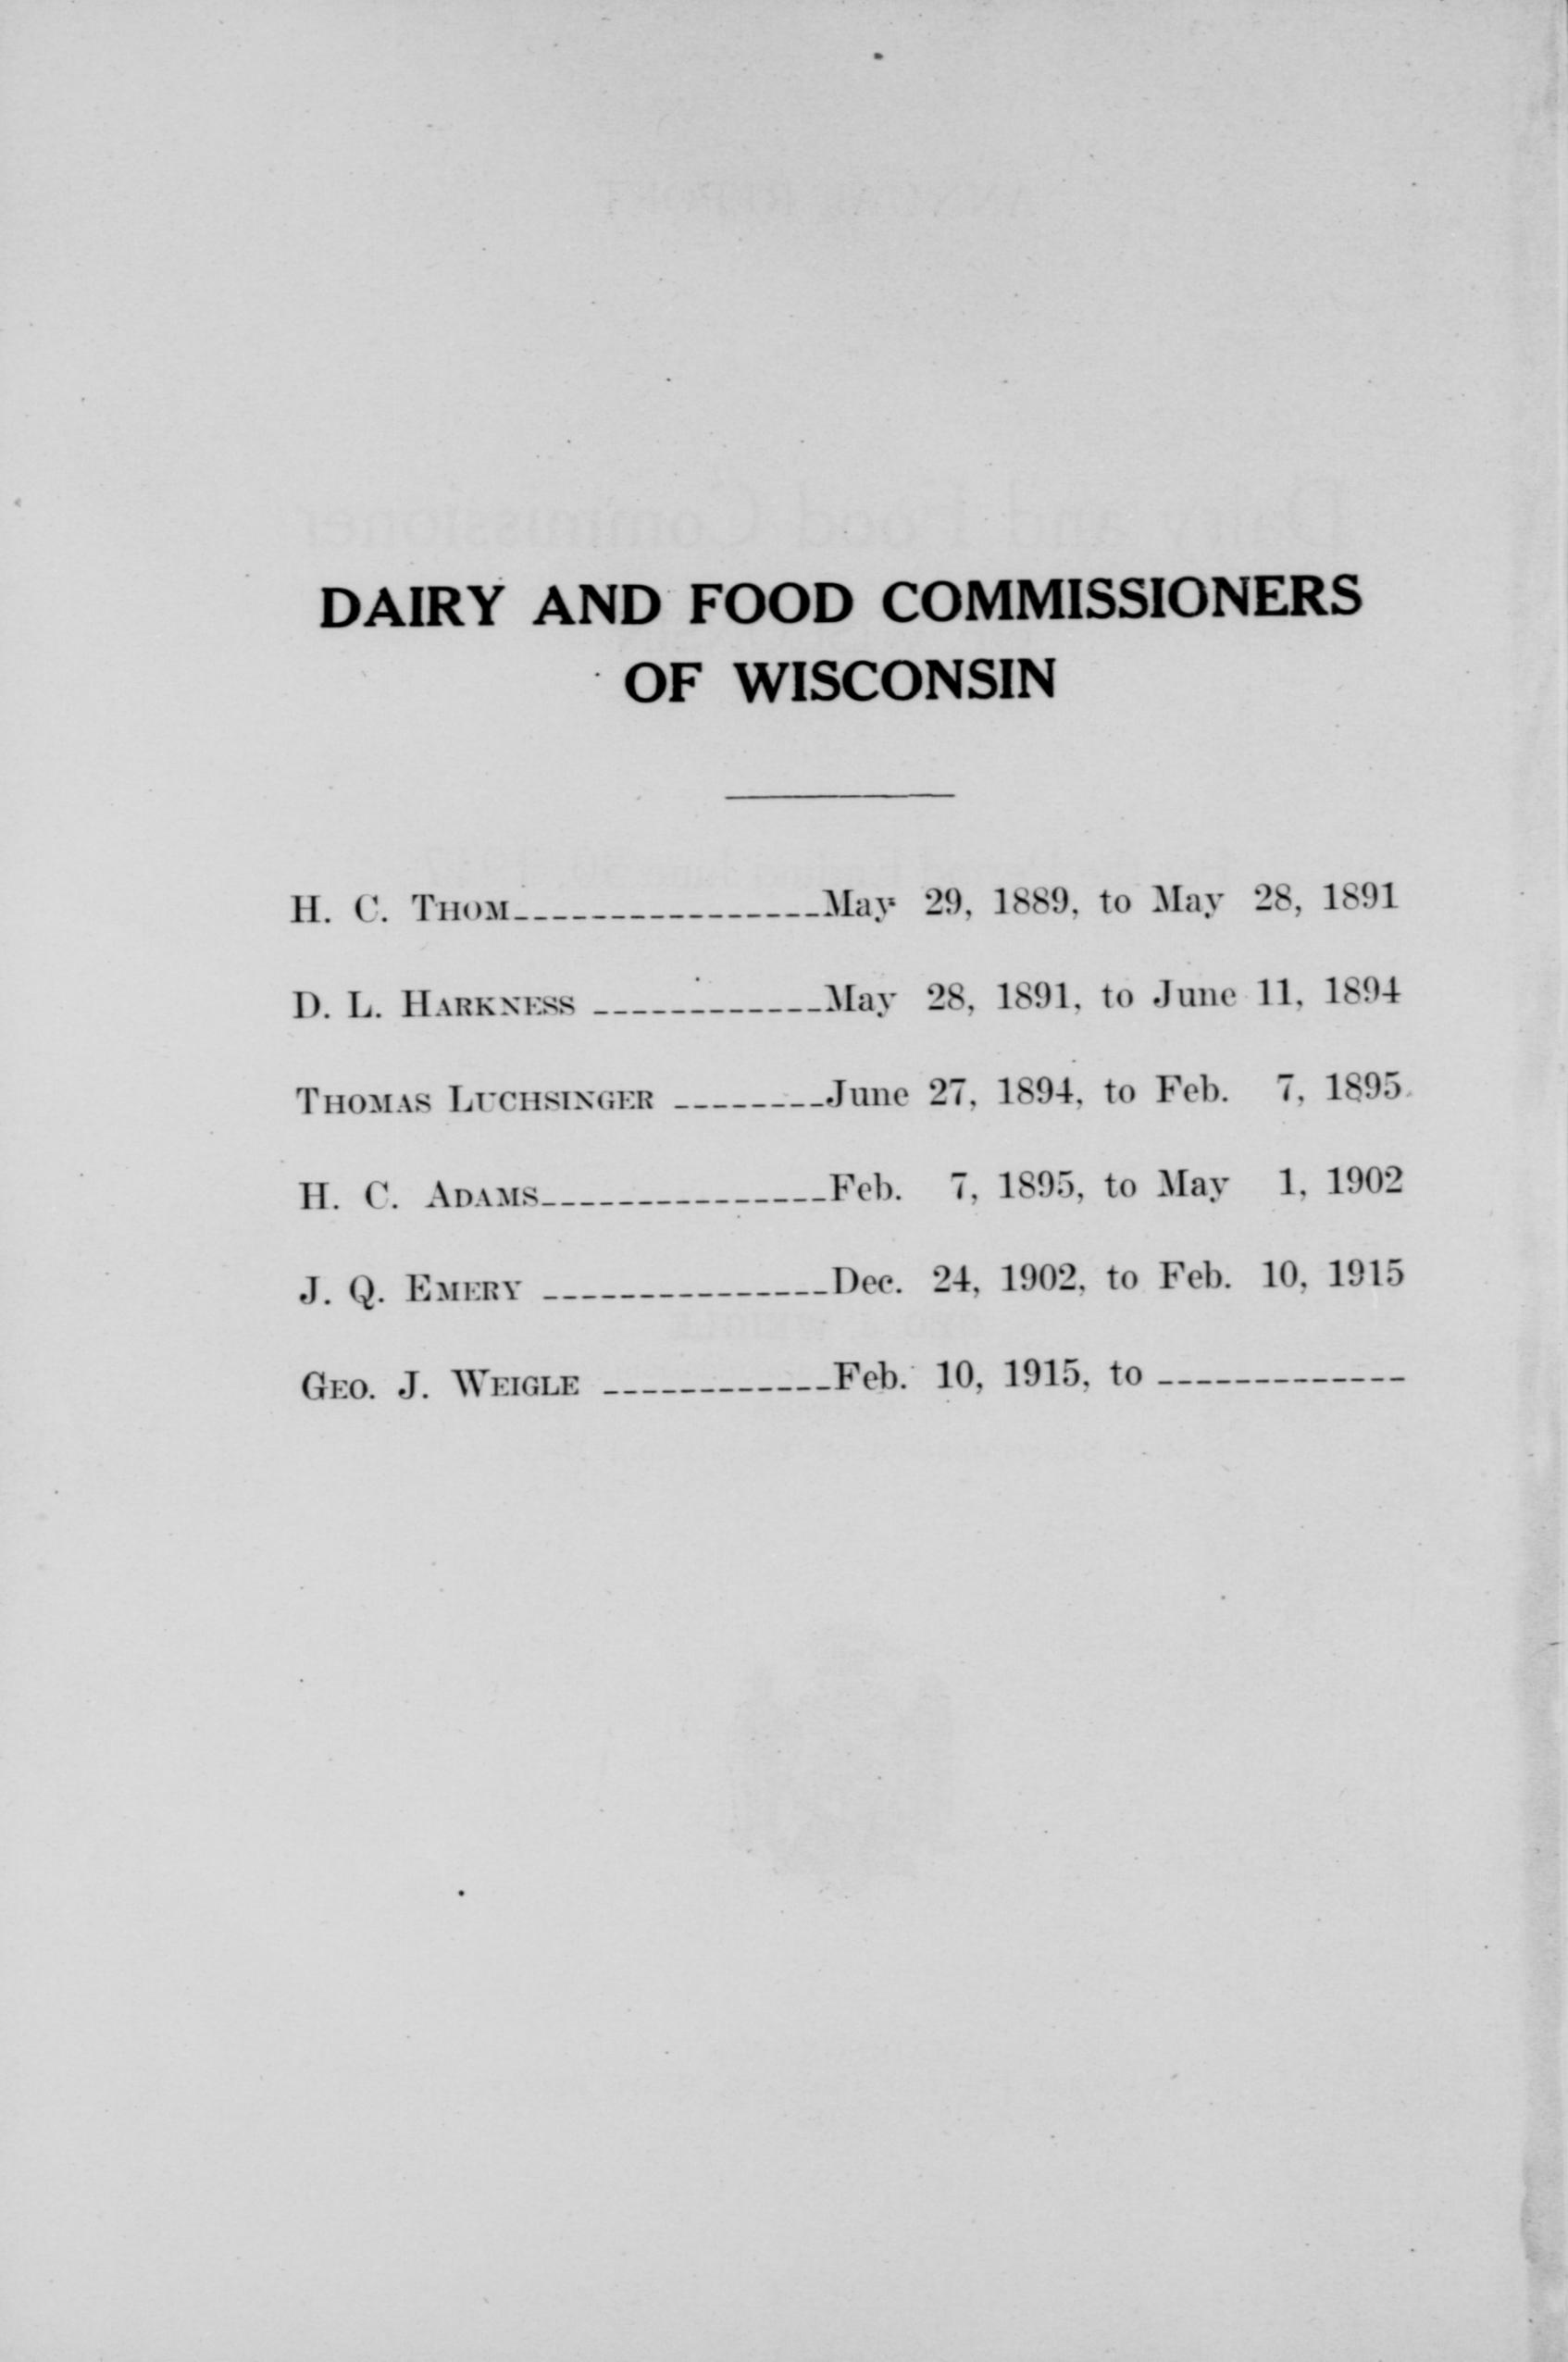 DAIRY AND FOOD COMMISSIONERS
OF WISCONSIN
H. C. THOM----------------May 29, 1889, to May 28, 1891
D. L. HARKNESS ------------May 28, 1891, to June 11, 1894
THOMAS LUCHSINGER --------June 27, 1894, to Feb. 7, 1895
H. C. ADAMS---------------Feb. 7, 1895, to May 1, 1902
J. Q. EMERY ---------------Dec. 24, 1902, to Feb. 10, 1915
GEO. J. WEIGLE ------------Feb. 10, 1915, to -------------